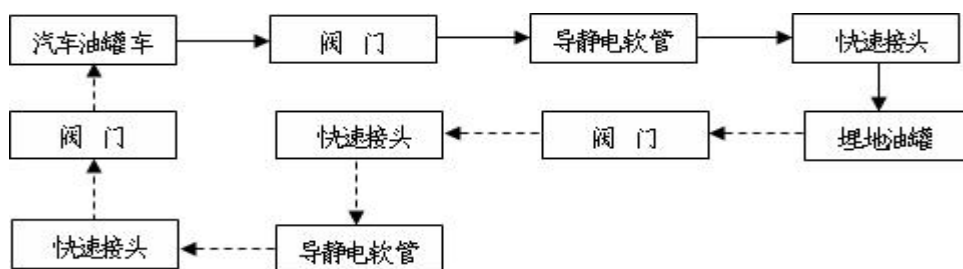 汽车油罐车
阀 门
导静电软管
快速接头
阀 门
快速接头
阀 门
埋地油罐
快速接头
导静电软管